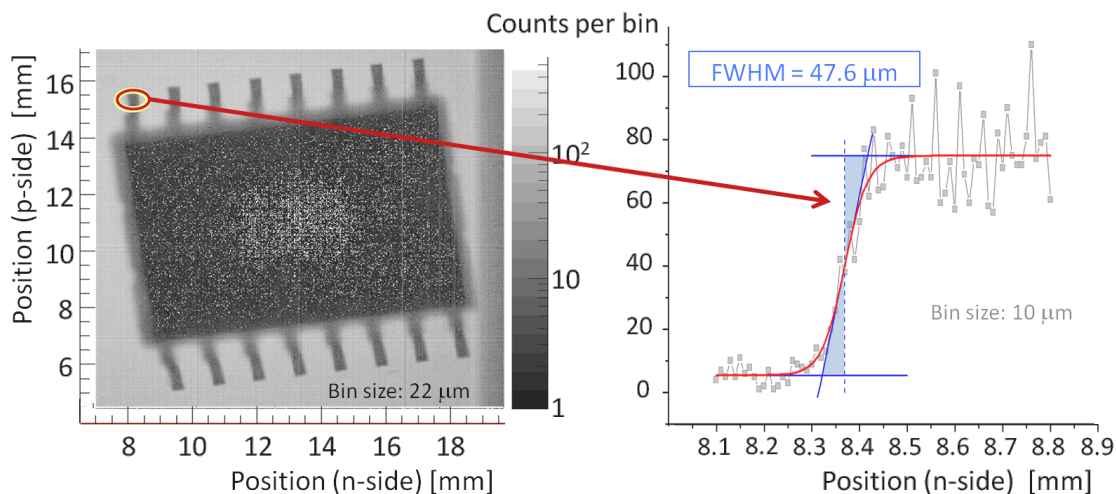 Counts per bin
Position (p-side) [mm]
16
14
12
10
8
6
8 10 12 14 16 18
Position (n-side) [mm]
Bin size: 22 µm
10²
10
1
FWHM = 47.6 µm
100
80
60
40
20
0
Bin size: 10 µm
8.1 8.2 8.3 8.4 8.5 8.6 8.7 8.8 8.9
Position (n-side) [mm]